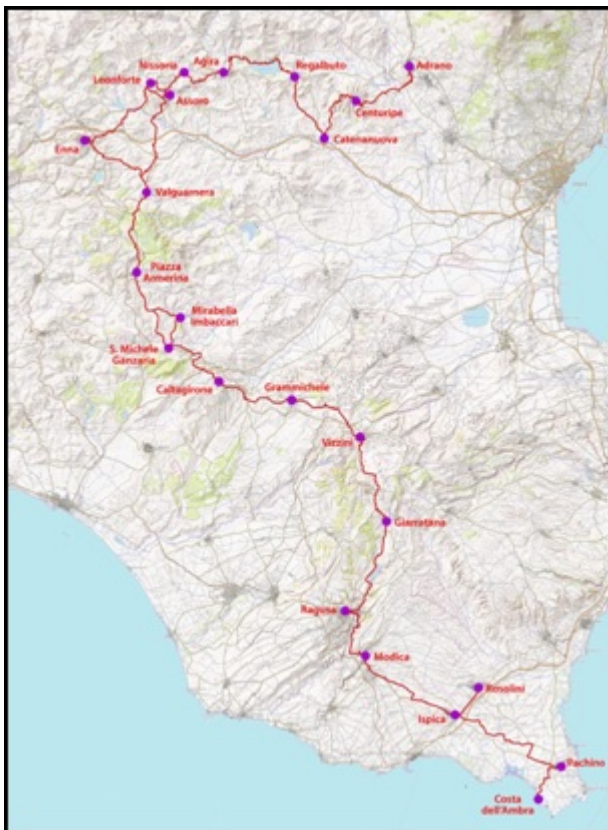 Nissoria
Agira
Regalbuto
Adrano
Leonforte
Assoro
Centuripe
Catenanuova
Enna
Valguarnera
Piazza
Armerina
Mirabella
Imbaccari
S. Michele
Ganzaria
Caltagirone
Grammichele
Vizzini
Giarratana
Ragusa
Modica
Rosolini
Ispica
Pachino
Costa
dell'Ambra